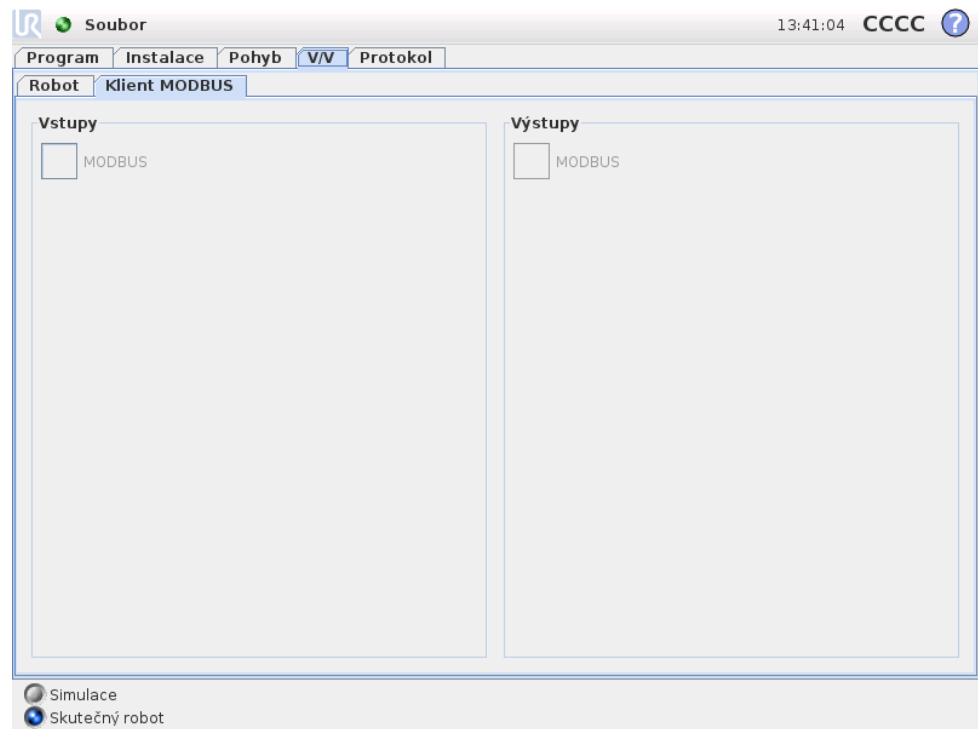 UR Soubor 13:41:04 CCCC ?
Program Instalace Pohyb V/V Protokol
Robot Klient MODBUS
Vstupy Výstupy
MODBUS MODBUS
Simulace
Skutečný robot